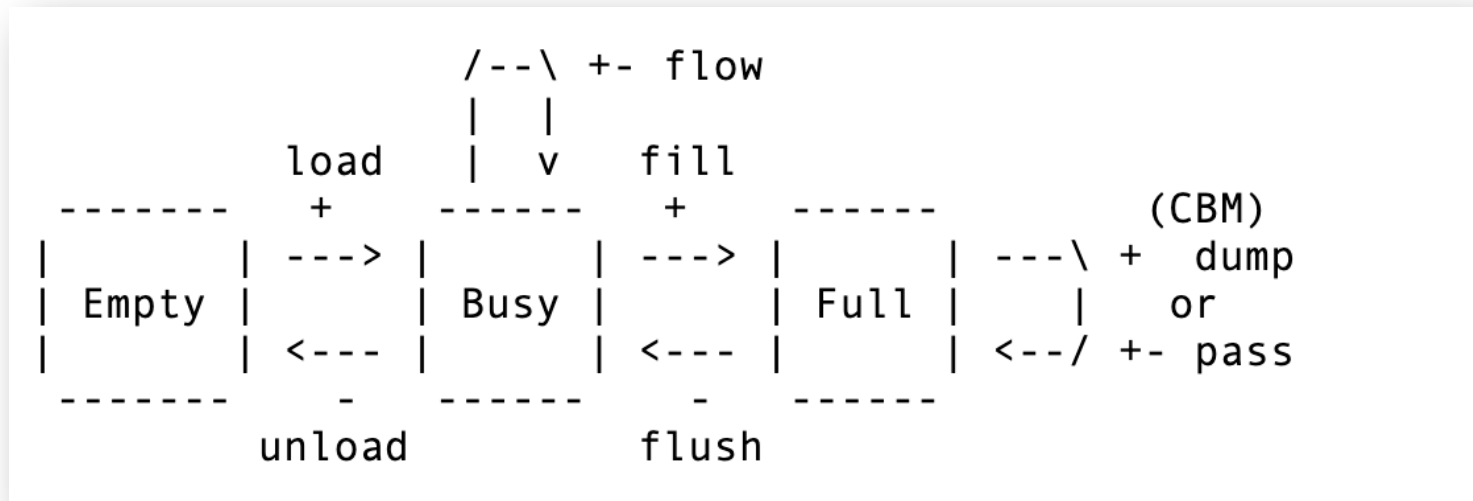 /--\ +- flow
                 |  |
          load   |  v   fill
 -------    +    ------    +    ------        (CBM)
|       | ---> |      | ---> |      | ---\ +  dump
| Empty |      | Busy |      | Full |    |   or
|       | <--- |      | <--- |      | <--/ +- pass
 -------    -    ------    -    ------
         unload         flush